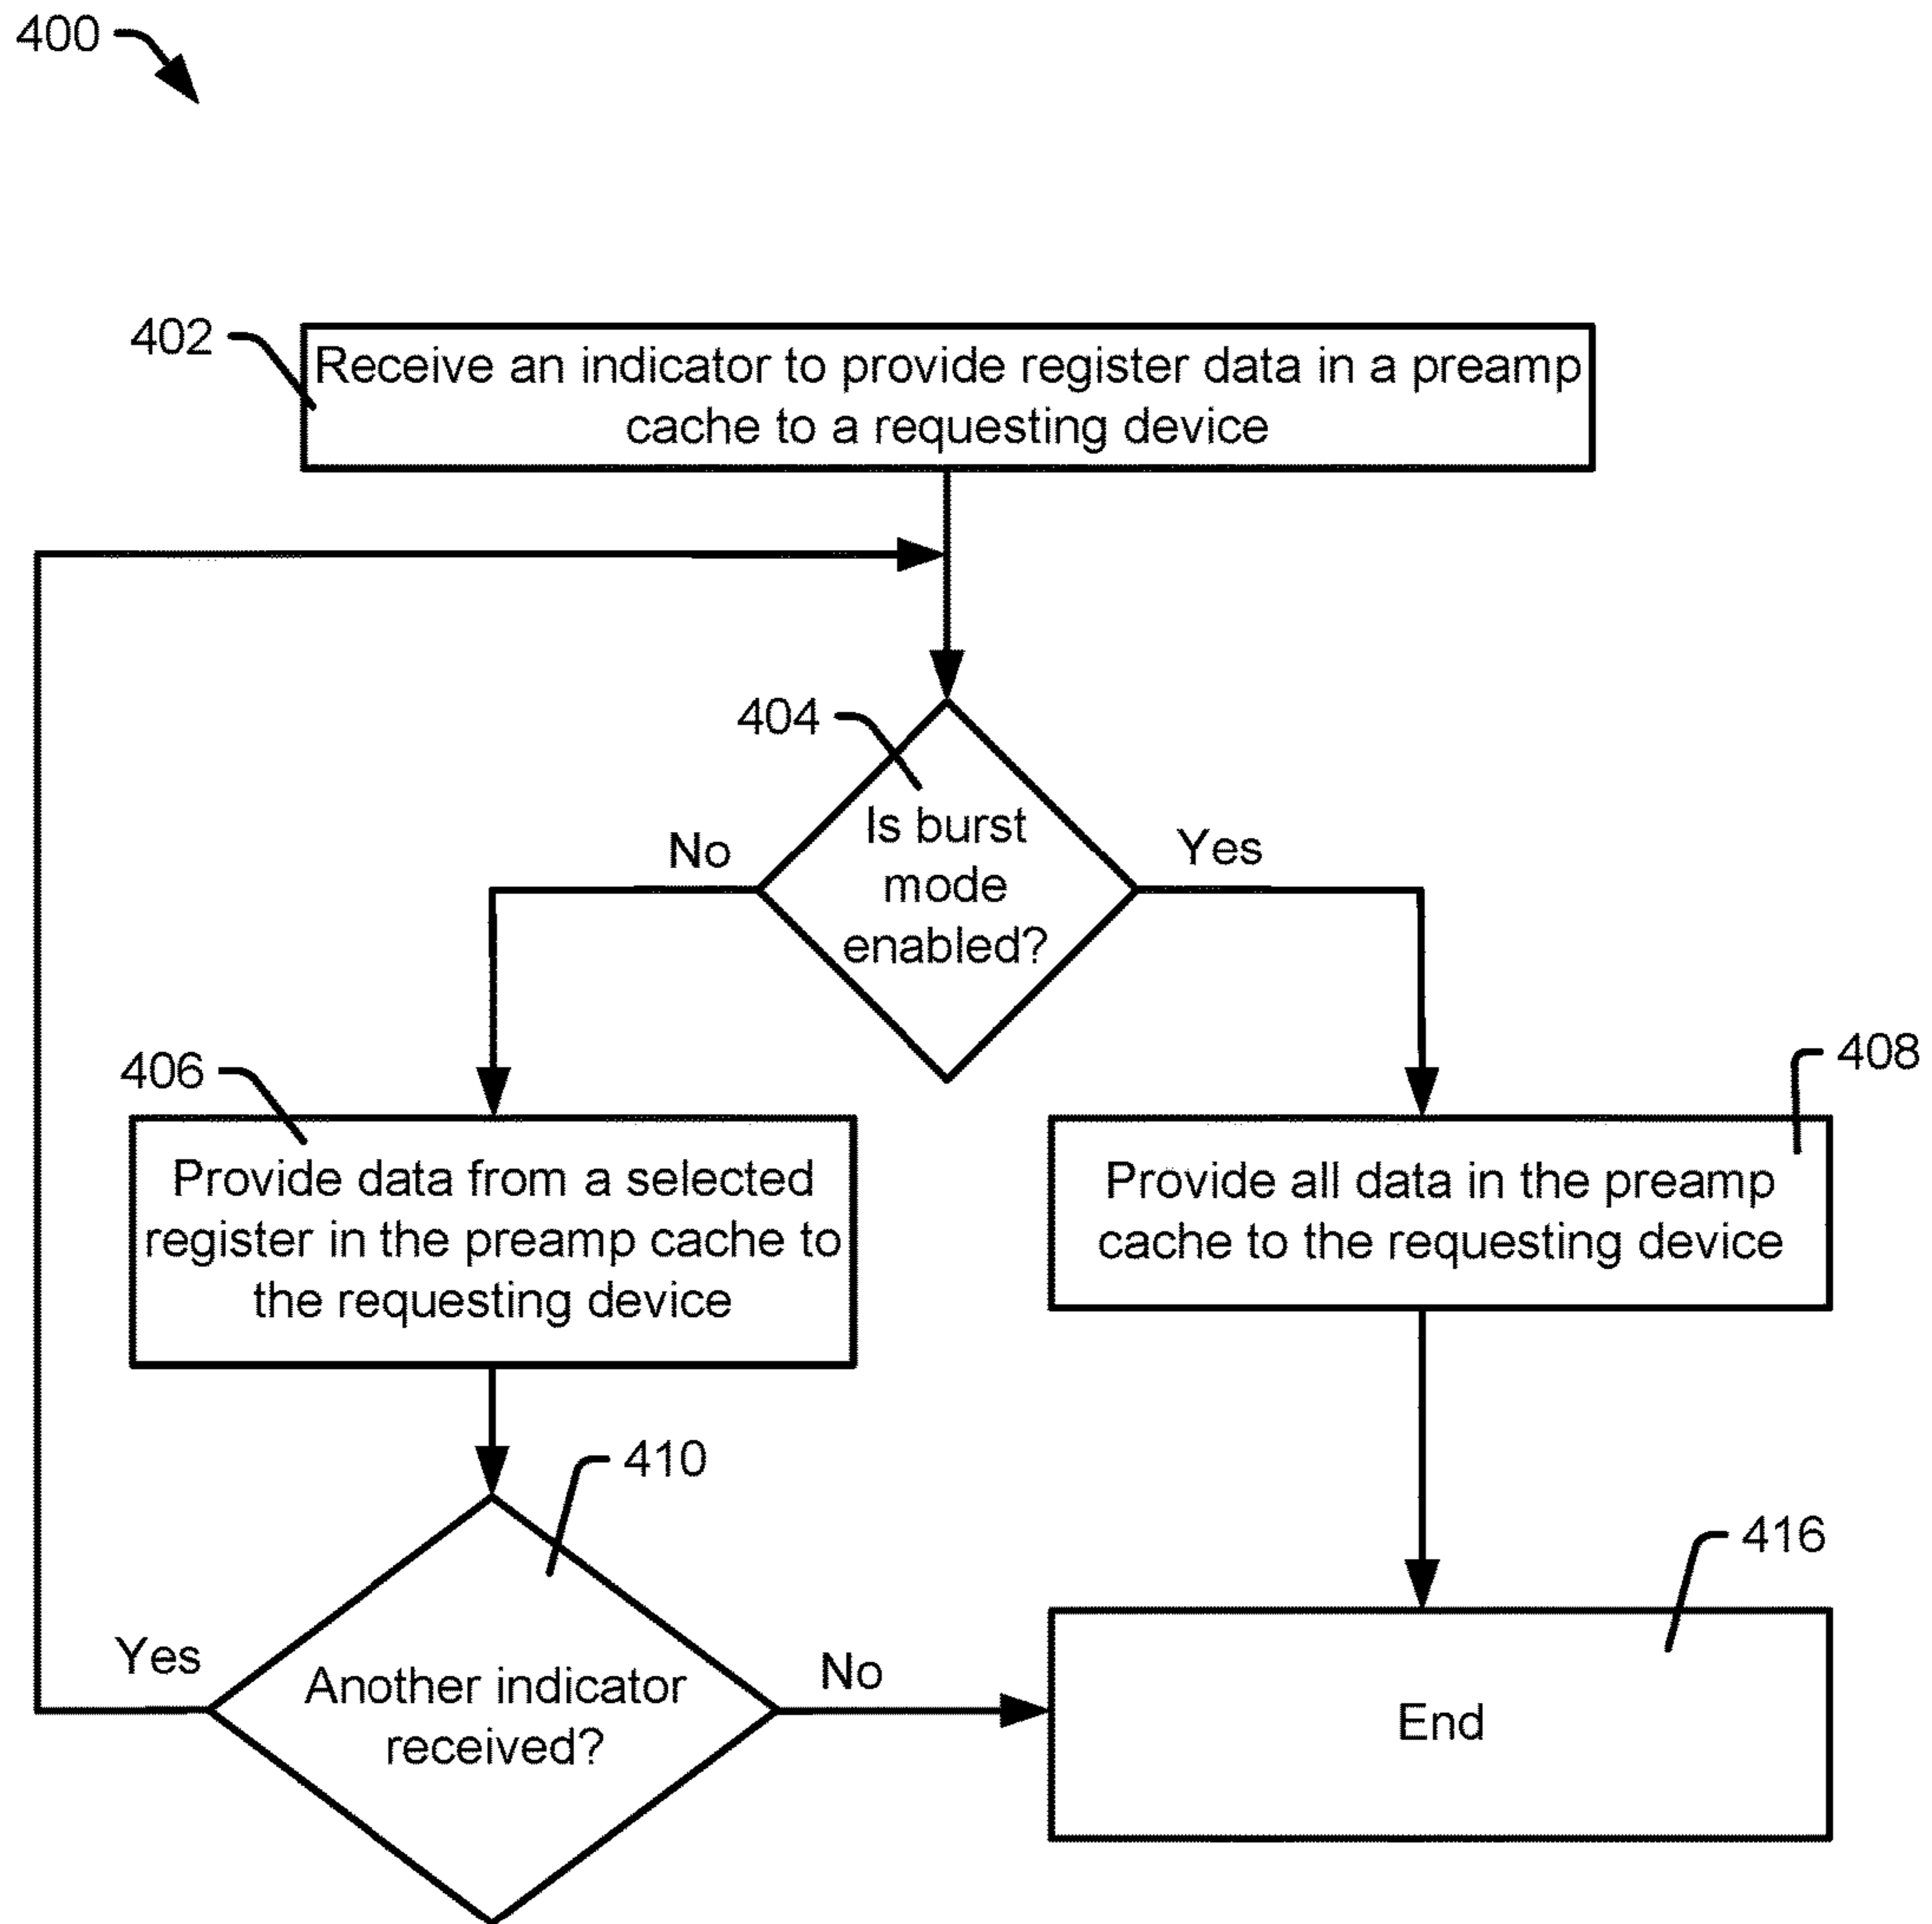 400
402
Receive an indicator to provide register data in a preamp
cache to a requesting device
404
Is burst
mode
enabled?
No
Yes
406
Provide data from a selected
register in the preamp cache to
the requesting device
408
Provide all data in the preamp
cache to the requesting device
410
Another indicator
received?
Yes
No
416
End